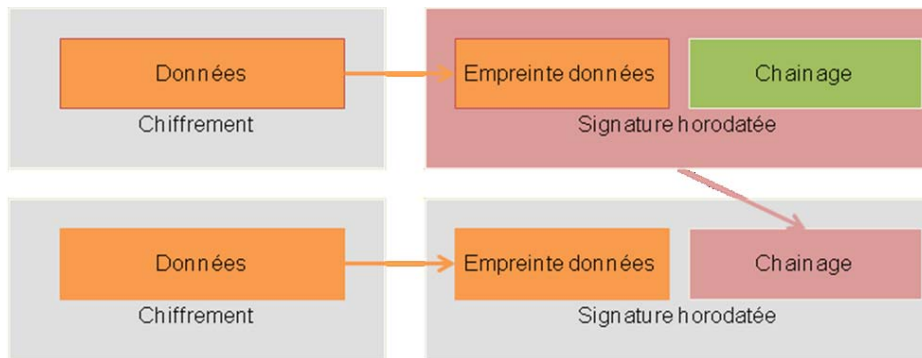 Données
Empreinte données
Chainage
Chiffrement
Signature horodatée
Données
Empreinte données
Chainage
Chiffrement
Signature horodatée